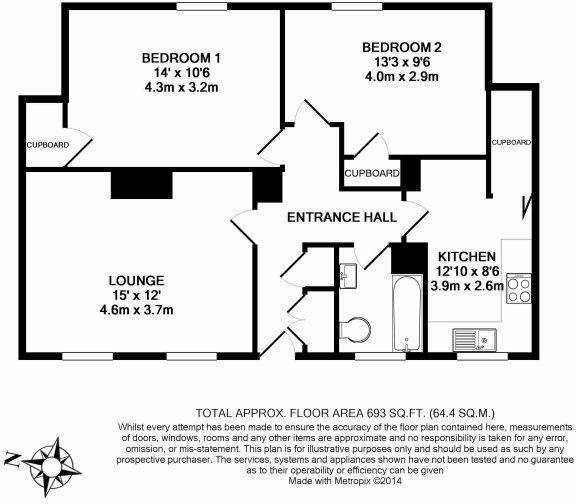 BEDROOM 1
14' x 10'6
4.3m x 3.2m
BEDROOM 2
13'3 x 9'6
4.0m x 2.9m
CUPBOARD
CUPBOARD
CUPBOARD
ENTRANCE HALL
KITCHEN
12'10 x 8'6
3.9m x 2.6m
LOUNGE
15' x 12'
4.6m x 3.7m
TOTAL APPROX. FLOOR AREA 693 SQ.FT. (64.4 SQ.M.)
Whilst every attempt has been made to ensure the accuracy of the floor plan contained here, measurements
of doors, windows, rooms and any other items are approximate and no responsibility is taken for any error,
omission, or mis-statement. This plan is for illustrative purposes only and should be used as such by any
prospective purchaser. The services, systems and appliances shown have not been tested and no guarantee
as to their operability or efficiency can be given
Made with Metropix ©2014
N